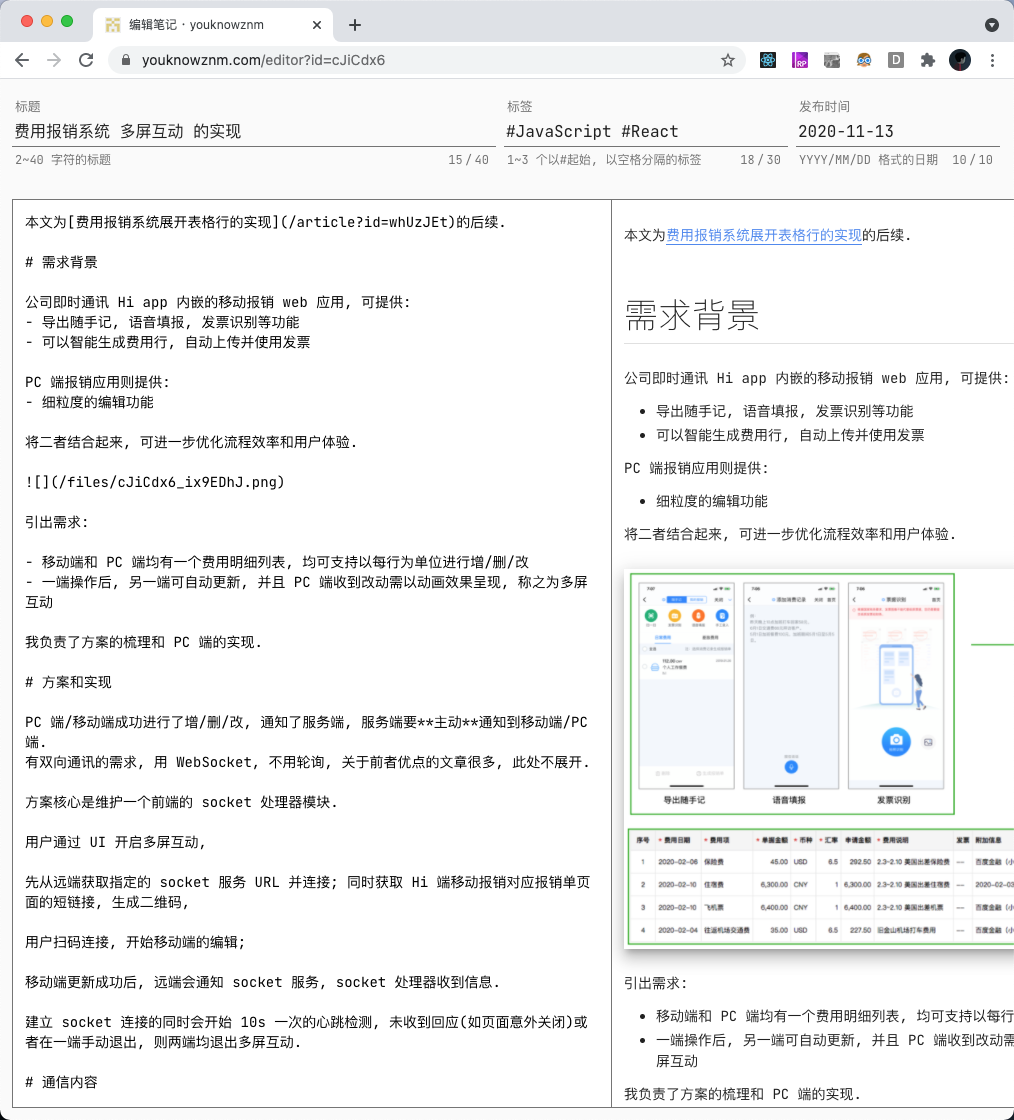 编辑笔记 · youknowznm
youknowznm.com/editor?id=cJiCdx6
标题
费用报销系统 多屏互动 的实现
2~40 字符的标题
15 / 40
标签
#JavaScript #React
1~3 个以#起始, 以空格分隔的标签
18 / 30
发布时间
2020-11-13
YYYY/MM/DD 格式的日期
10 / 10
本文为[费用报销系统展开表格行的实现](/article?id=whUzJEt)的后续.
# 需求背景
公司即时通讯 Hi app 内嵌的移动报销 web 应用, 可提供:
- 导出随手记, 语音填报, 发票识别等功能
- 可以智能生成费用行, 自动上传并使用发票
PC 端报销应用则提供:
- 细粒度的编辑功能
将二者结合起来, 可进一步优化流程效率和用户体验.
![](/files/cJiCdx6_ix9EDhJ.png)
引出需求:
- 移动端和 PC 端均有一个费用明细列表, 均可支持以每行为单位进行增/删/改
- 一端操作后, 另一端可自动更新, 并且 PC 端收到改动需以动画效果呈现, 称之为多屏
互动
我负责了方案的梳理和 PC 端的实现.
# 方案和实现
PC 端/移动端成功进行了增/删/改, 通知了服务端, 服务端要**主动**通知到移动端/PC
端.
有双向通讯的需求, 用 WebSocket, 不用轮询, 关于前者优点的文章很多, 此处不展开.
方案核心是维护一个前端的 socket 处理器模块.
用户通过 UI 开启多屏互动,
先从远端获取指定的 socket 服务 URL 并连接; 同时获取 Hi 端移动报销对应报销单页
面的短链接, 生成二维码,
用户扫码连接, 开始移动端的编辑;
移动端更新成功后, 远端会通知 socket 服务, socket 处理器收到信息.
建立 socket 连接的同时会开始 10s 一次的心跳检测, 未收到回应(如页面意外关闭)或
者在一端手动退出, 则两端均退出多屏互动.
# 通信内容
本文为费用报销系统展开表格行的实现的后续.
需求背景
公司即时通讯 Hi app 内嵌的移动报销 web 应用, 可提供:
导出随手记, 语音填报, 发票识别等功能
可以智能生成费用行, 自动上传并使用发票
PC 端报销应用则提供:
细粒度的编辑功能
将二者结合起来, 可进一步优化流程效率和用户体验.
导出随手记
语音填报
发票识别
序号 * 费用日期 * 费用项 * 单据金额 * 币种 * 汇率 申请金额 * 费用说明 发票 附加信息
1 2020-02-08 保险费 45.00 USD 6.5 292.50 2.3-2.10 美国出差保险费 --- 百度金融 (小
2 2020-02-10 住宿费 6,300.00 CNY 1 6,300.00 2.3-2.10 美国出差住宿费 --- 2020-02-03
3 2020-02-10 飞机票 6,400.00 CNY 1 6,400.00 2.3-2.10 美国出差机票 --- 百度金融 (小
4 2020-02-04 往返机场交通费 35.00 USD 6.5 227.50 旧金山机场打车费用 --- 百度金融 (小
引出需求:
移动端和 PC 端均有一个费用明细列表, 均可支持以每行
一端操作后, 另一端可自动更新, 并且 PC 端收到改动需
屏互动
我负责了方案的梳理和 PC 端的实现.